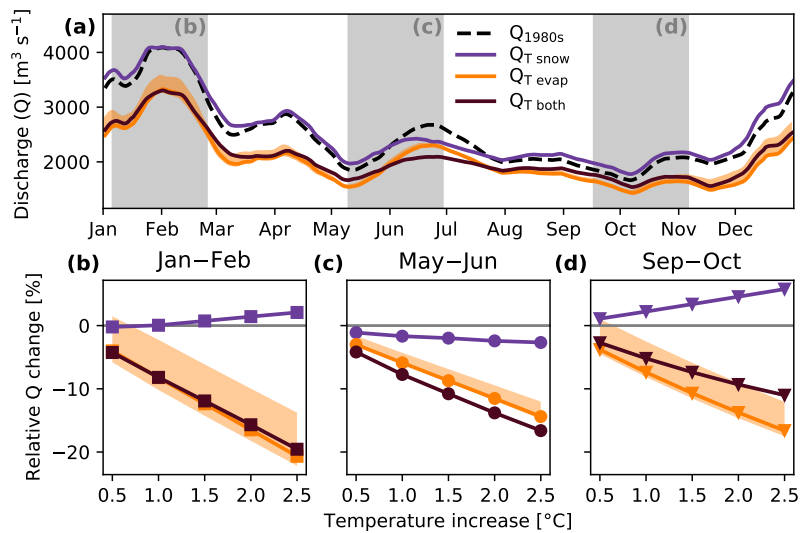 (a) (b) (c) (d)
Q1980s
QT snow
QT evap
QT both
Discharge (Q) [m³ s⁻¹]
4000
3000
2000
Jan Feb Mar Apr May Jun Jul Aug Sep Oct Nov Dec
(b) Jan−Feb (c) May−Jun (d) Sep−Oct
Relative Q change [%]
0
−10
−20
0.5 1.0 1.5 2.0 2.5 0.5 1.0 1.5 2.0 2.5 0.5 1.0 1.5 2.0 2.5
Temperature increase [°C]